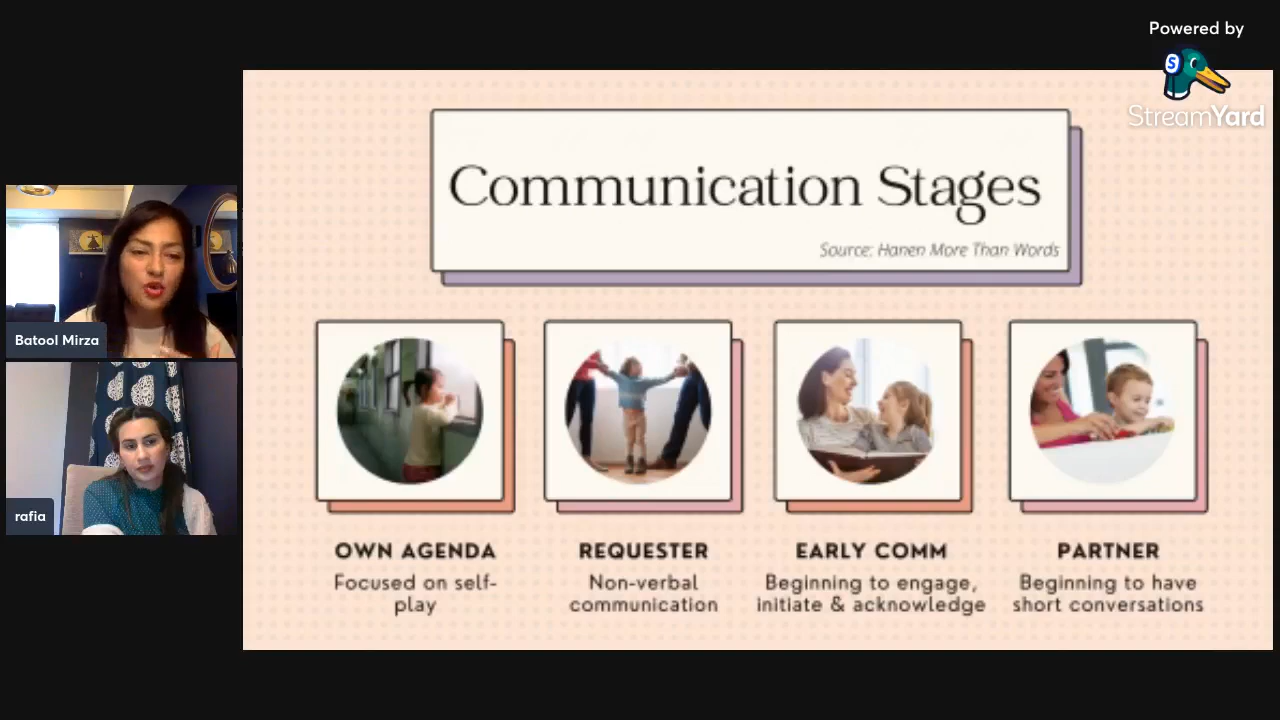 Powered by
S
StreamYard
Communication Stages
Source: Hanen More Than Words
Batool Mirza
rafia
OWN AGENDA
Focused on self-
play
REQUESTER
Non-verbal
communication
EARLY COMM
Beginning to engage,
initiate & acknowledge
PARTNER
Beginning to have
short conversations